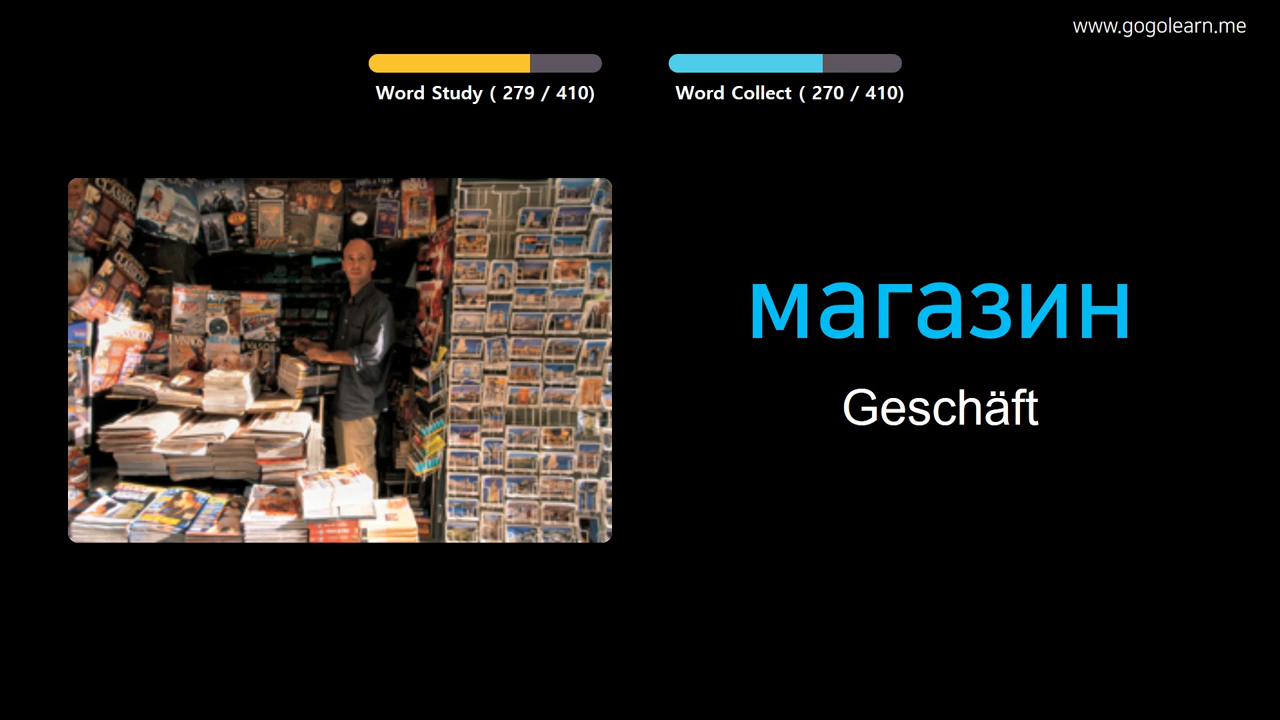 www.gogolearn.me
Word Study ( 279 / 410)
Word Collect ( 270 / 410)
магазин
Geschäft